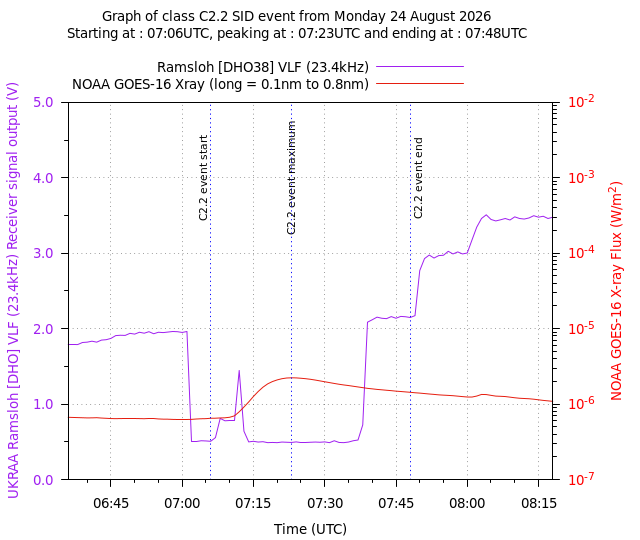 Graph of class C2.2 SID event from Monday 24 August 2026
Starting at : 07:06UTC, peaking at : 07:23UTC and ending at : 07:48UTC
Ramsloh [DHO38] VLF (23.4kHz)
NOAA GOES-16 Xray (long = 0.1nm to 0.8nm)
UKRAA Ramsloh [DHO] VLF (23.4kHz) Receiver signal output (V)
5.0
4.0
3.0
2.0
1.0
0.0
C2.2 event start
C2.2 event maximum
C2.2 event end
10-2
10-3
10-4
10-5
10-6
10-7
NOAA GOES-16 X-ray Flux (W/m2)
06:45 07:00 07:15 07:30 07:45 08:00 08:15
Time (UTC)